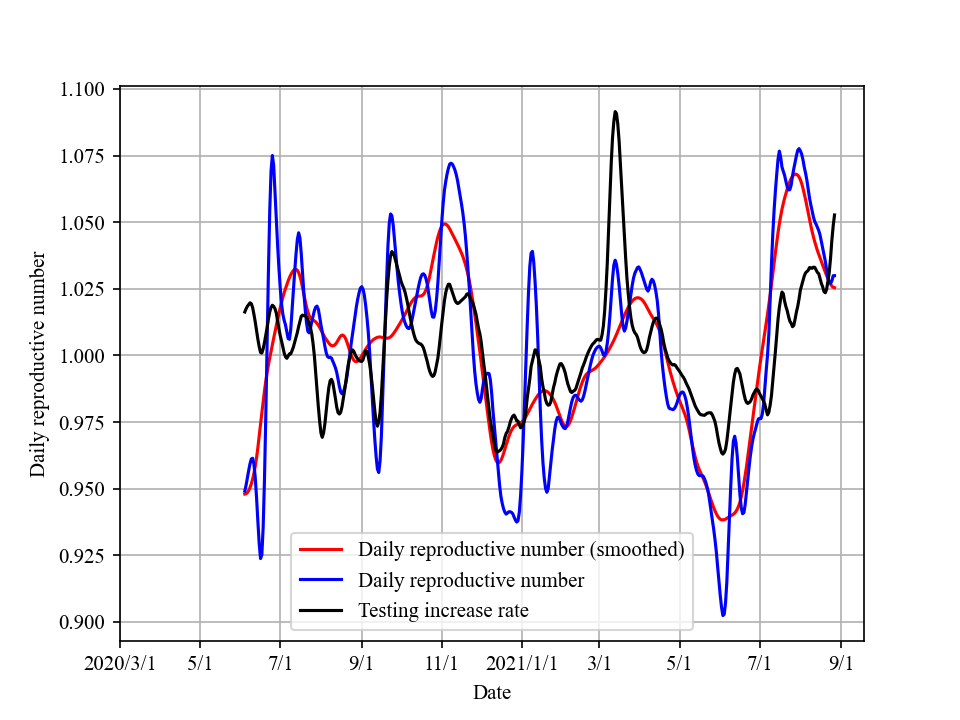 1.100
1.075
1.050
1.025
1.000
0.975
0.950
0.925
0.900
Daily reproductive number
Daily reproductive number (smoothed)
Daily reproductive number
Testing increase rate
2020/3/1 5/1 7/1 9/1 11/1 2021/1/1 3/1 5/1 7/1 9/1
Date